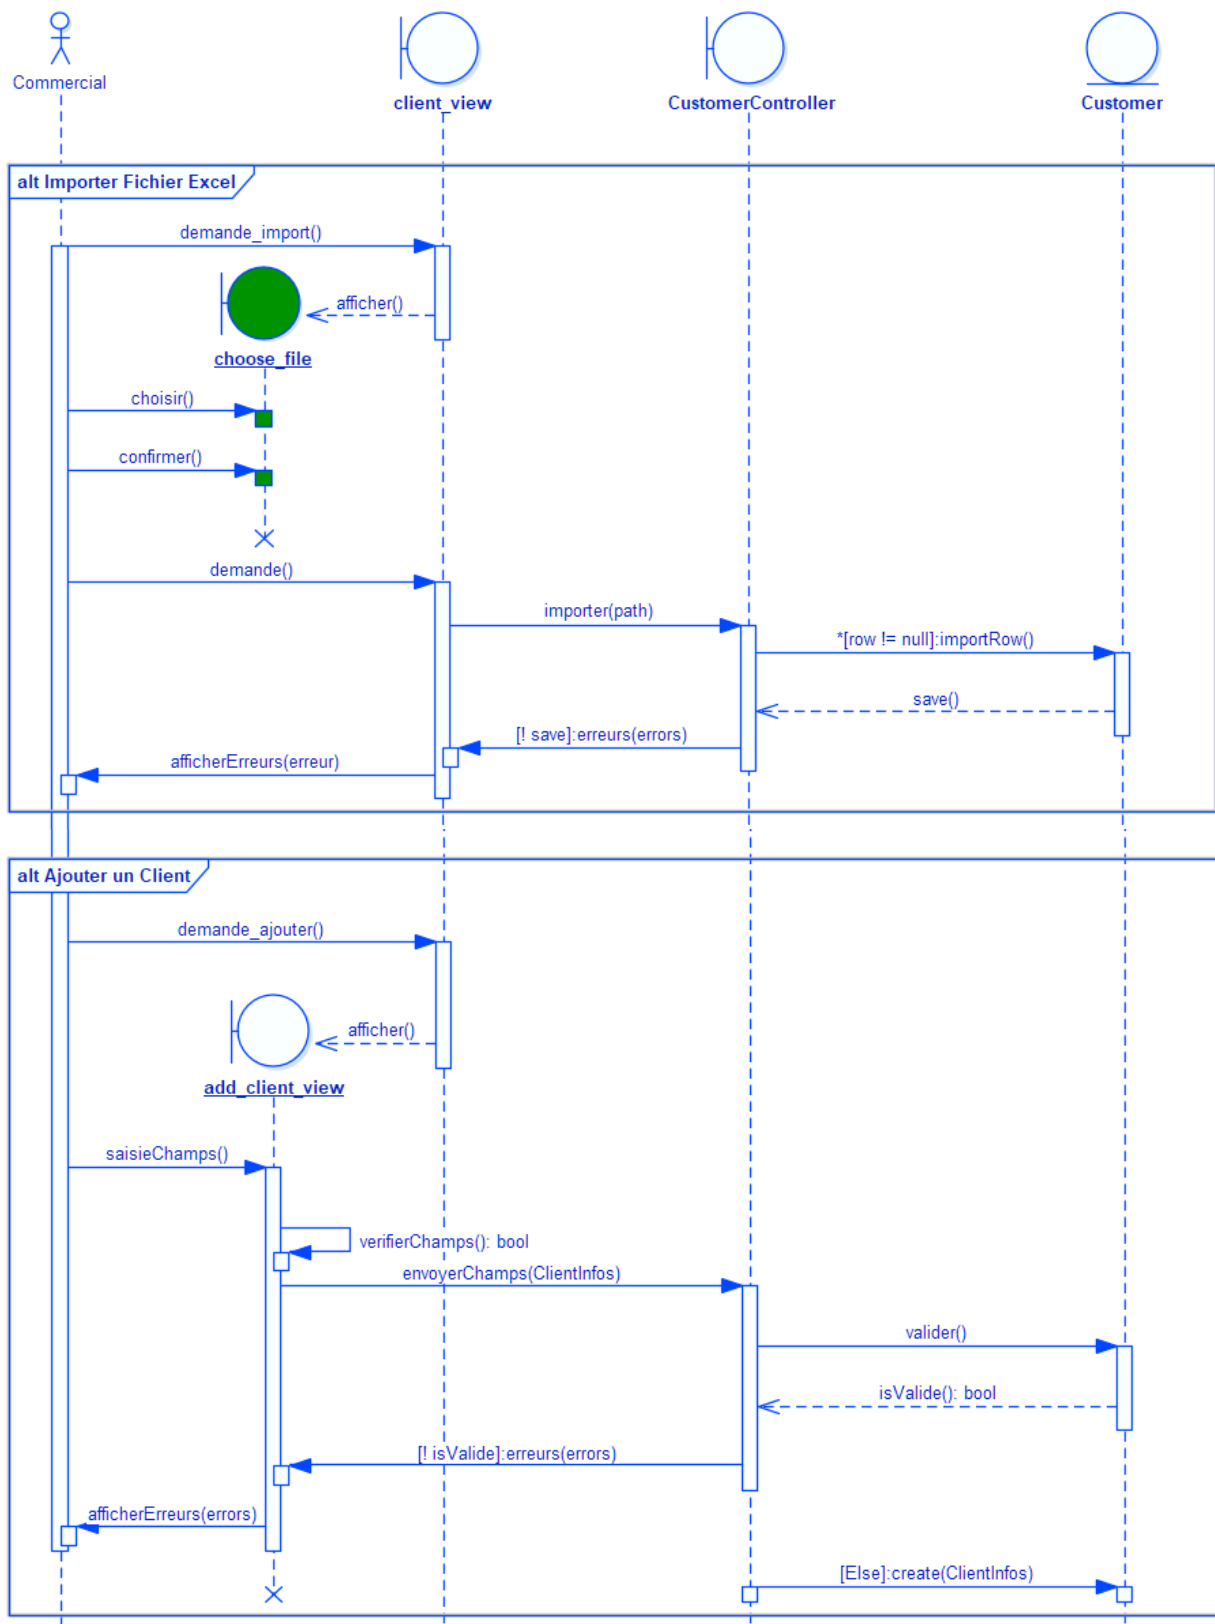 Commercial
client_view
CustomerController
Customer
alt Importer Fichier Excel
demande_import()
afficher()
choose_file
choisir()
confirmer()
demande()
importer(path)
*[row != null]:importRow()
save()
[! save]:erreurs(errors)
afficherErreurs(erreur)
alt Ajouter un Client
demande_ajouter()
afficher()
add_client_view
saisieChamps()
verifierChamps(): bool
envoyerChamps(ClientInfos)
valider()
isValide(): bool
[! isValide]:erreurs(errors)
afficherErreurs(errors)
[Else]:create(ClientInfos)